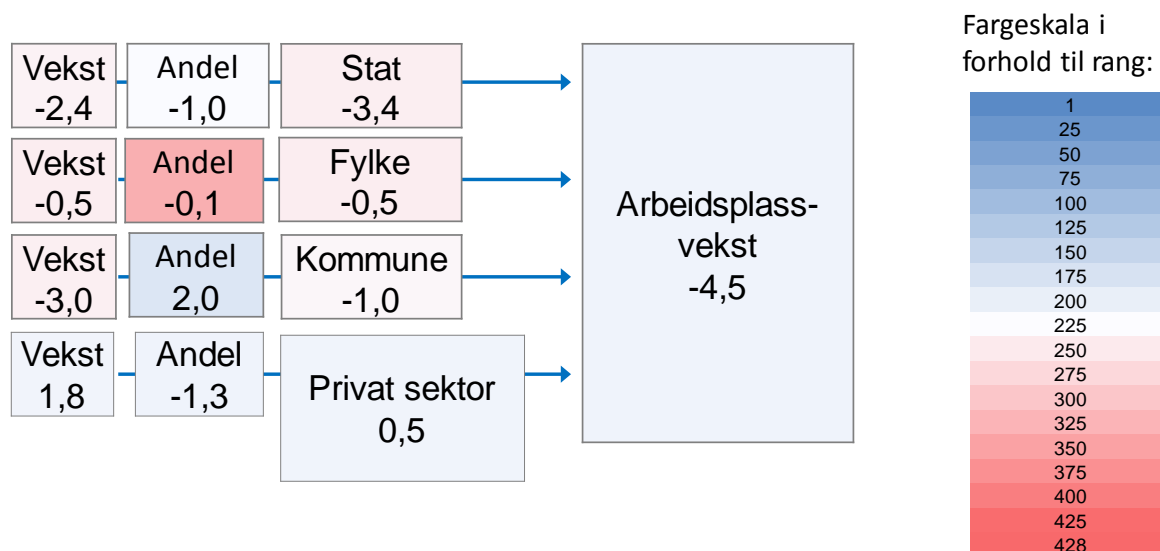 Vekst
-2,4
Andel
-1,0
Stat
-3,4
Vekst
-0,5
Andel
-0,1
Fylke
-0,5
Vekst
-3,0
Andel
2,0
Kommune
-1,0
Vekst
1,8
Andel
-1,3
Privat sektor
0,5
Arbeidsplass-
vekst
-4,5
Fargeskala i
forhold til rang:
1
25
50
75
100
125
150
175
200
225
250
275
300
325
350
375
400
425
428